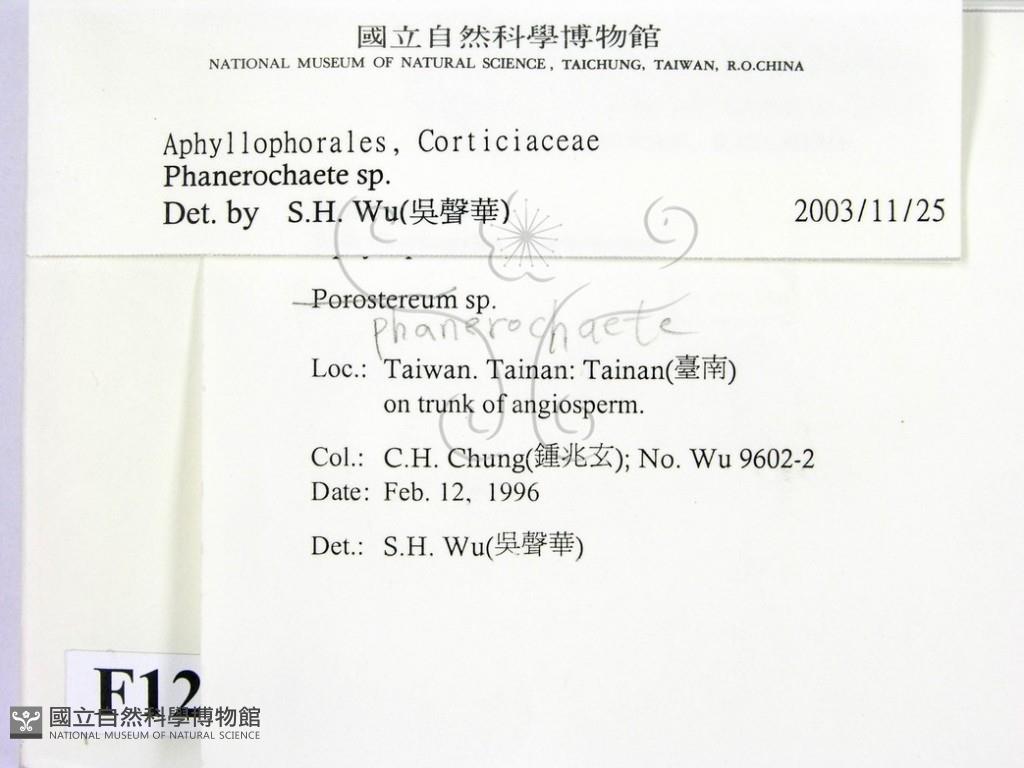 國立自然科學博物館
NATIONAL MUSEUM OF NATURAL SCIENCE, TAICHUNG, TAIWAN, R.O.CHINA
Aphyllophorales, Corticiaceae
Phanerochaete sp.
Det. by S.H. Wu(吳聲華) 2003/11/25
Porostereum sp.
phanerochaete
Loc.: Taiwan. Tainan: Tainan(臺南)
on trunk of angiosperm.
Col.: C.H. Chung(鍾兆玄); No. Wu 9602-2
Date: Feb. 12, 1996
Det.: S.H. Wu(吳聲華)
F12
國立自然科學博物館
NATIONAL MUSEUM OF NATURAL SCIENCE